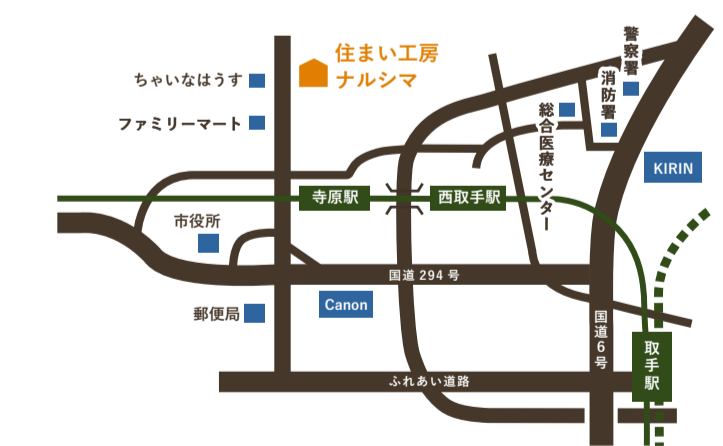 住まい工房
ナルシマ
ちゃいなはうす
ファミリーマート
警察署
消防署
総合医療センター
KIRIN
寺原駅
西取手駅
市役所
国道 294 号
Canon
郵便局
国道6号
取手駅
ふれあい道路